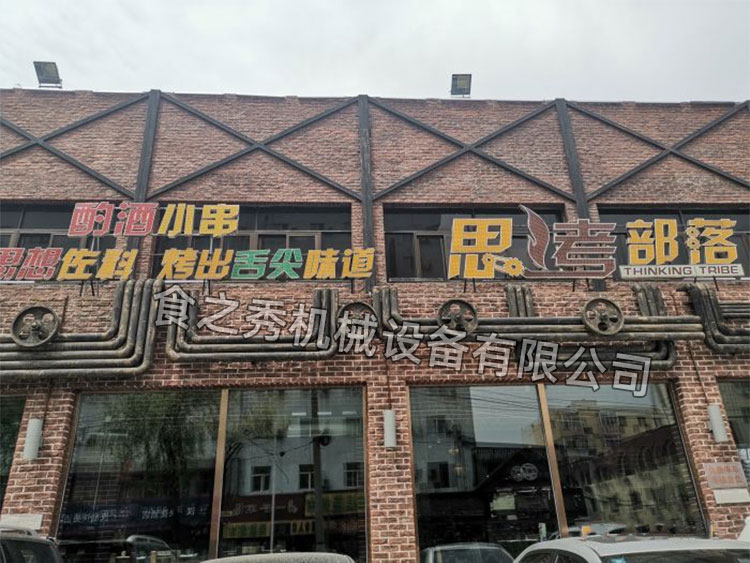 酌酒小串
思想佐料 烤出舌尖味道
思烤部落
THINKING TRIBE
食之秀机械设备有限公司